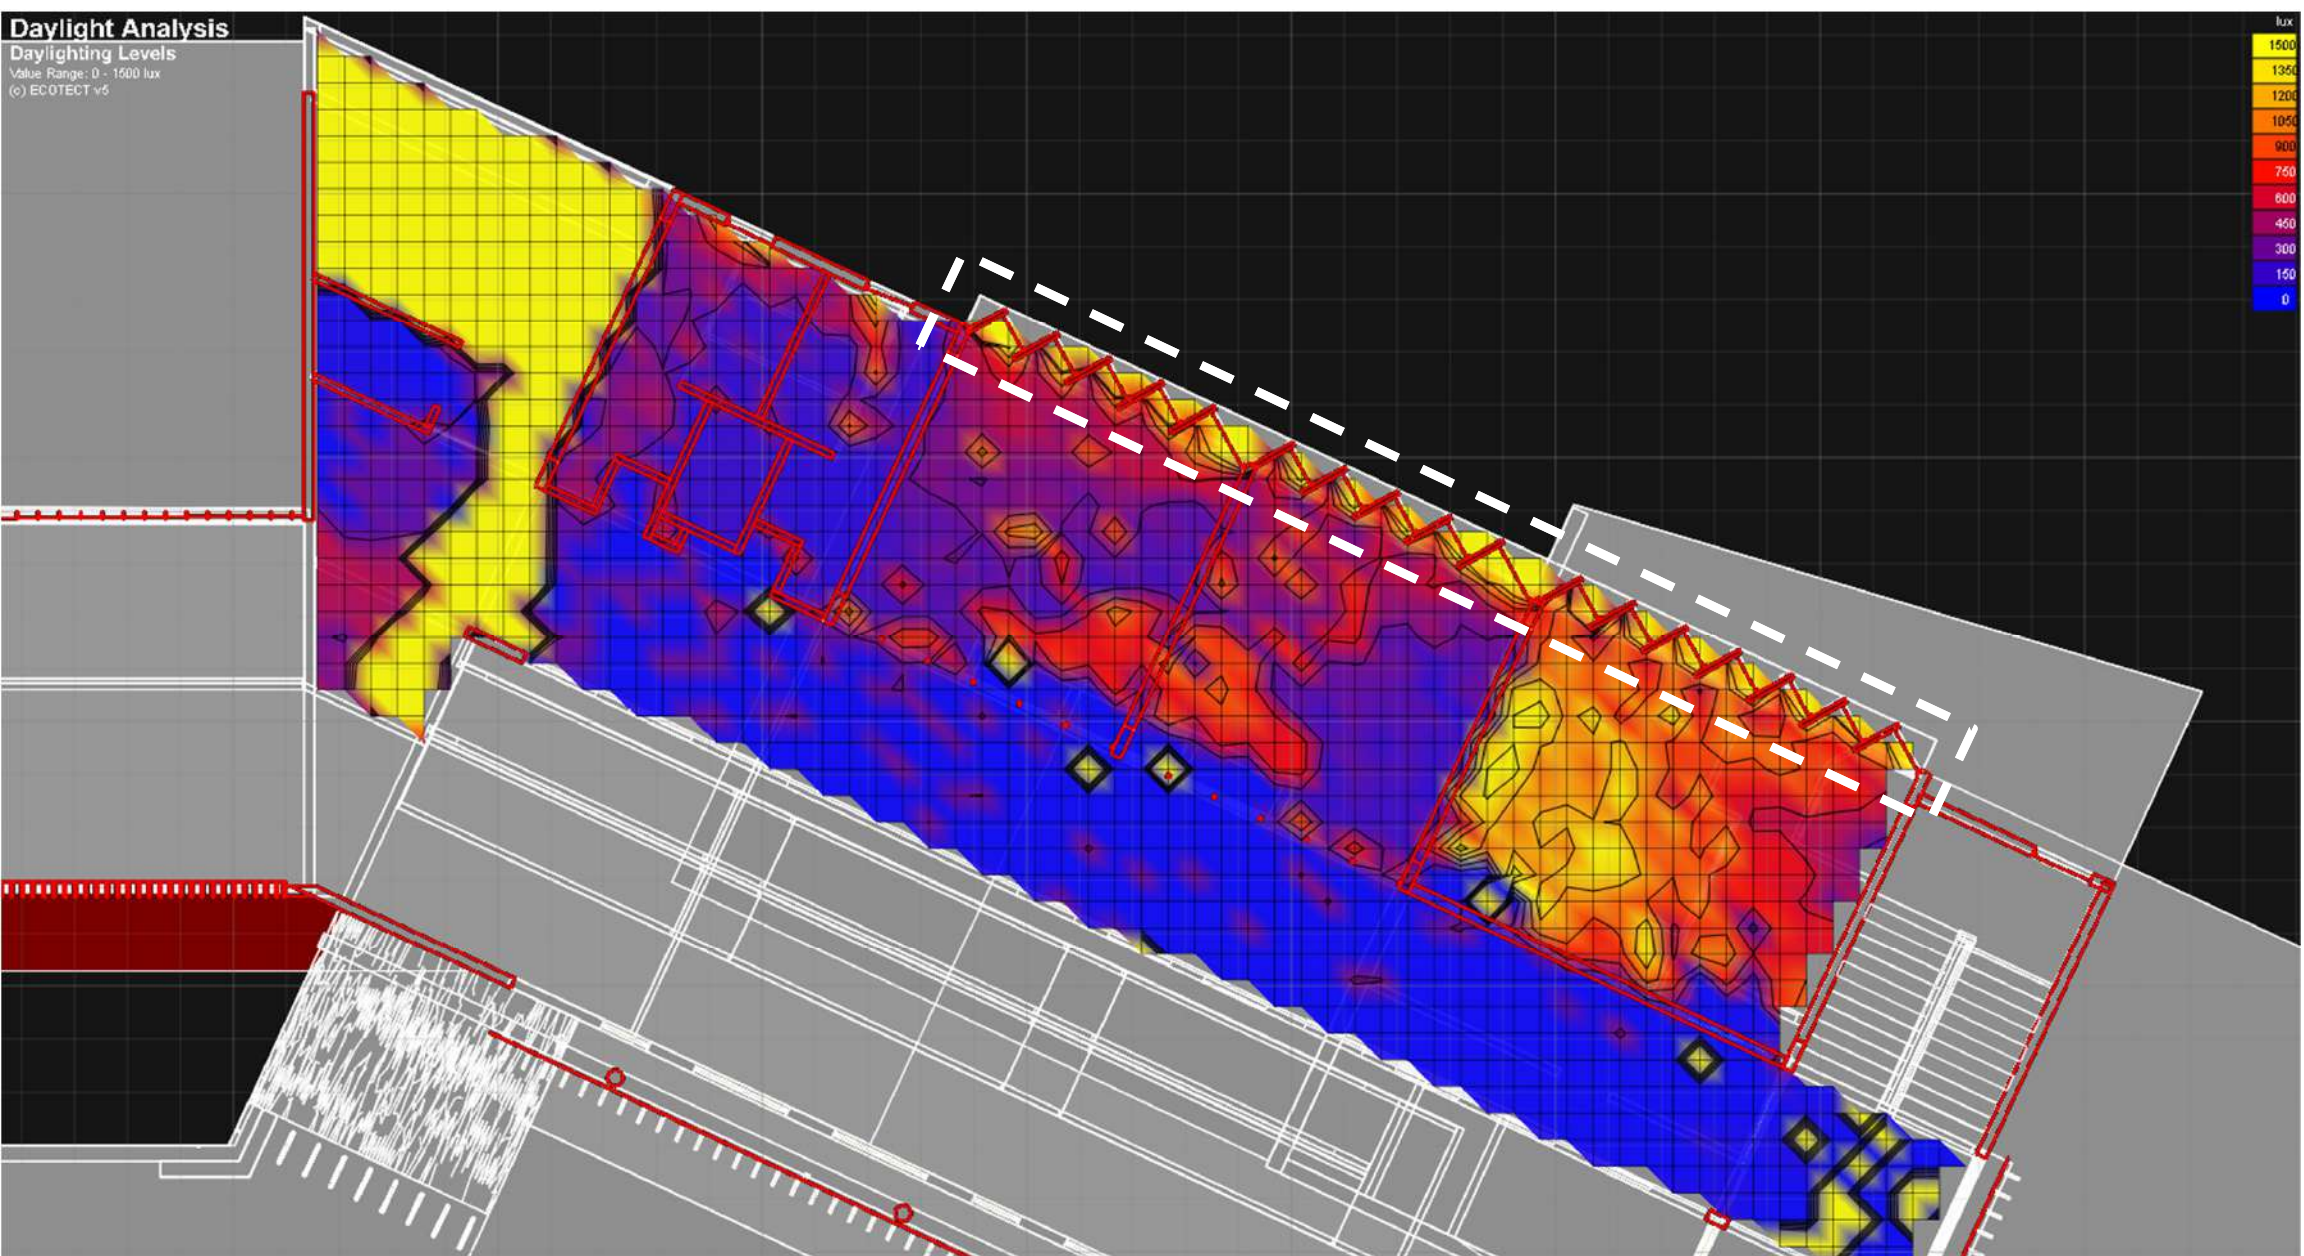 Daylight Analysis
Daylighting Levels
Value Range: 0 - 1500 lux
(c) ECOTECT v5
lux
1500
1350
1200
1050
900
750
600
450
300
150
0